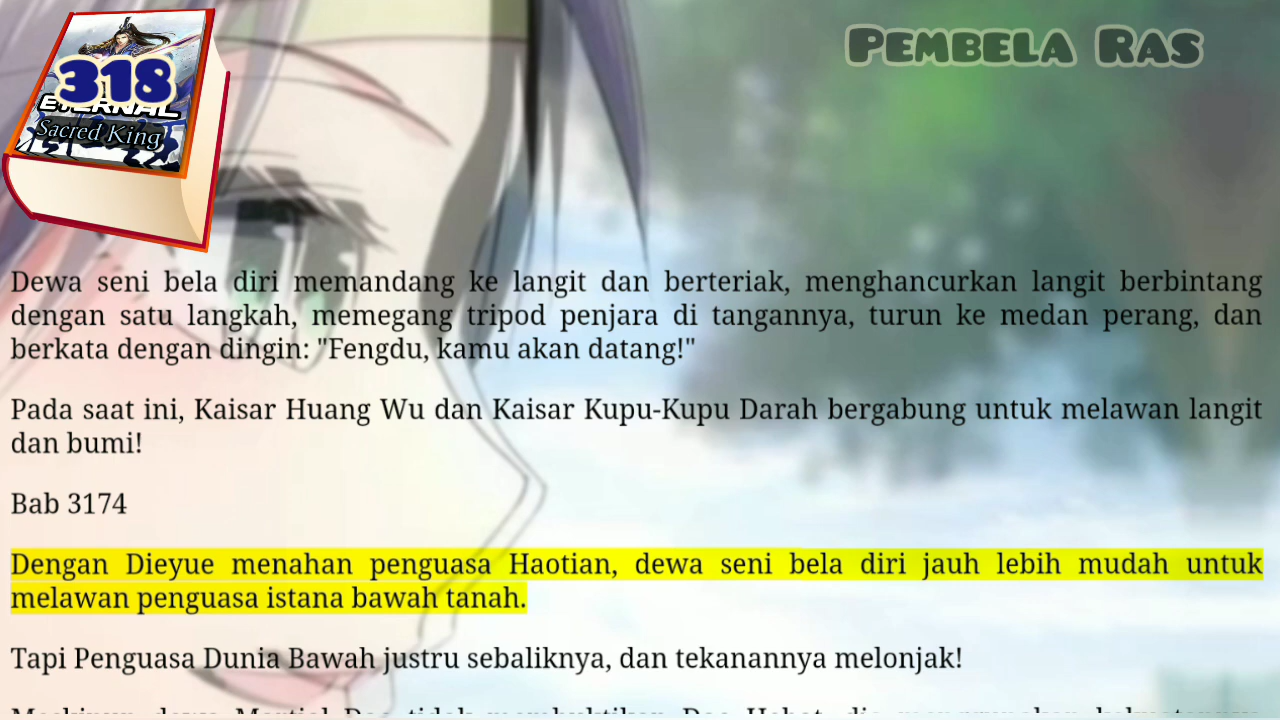 Pembela Ras
318
ETERNAL
Sacred King
Dewa seni bela diri memandang ke langit dan berteriak, menghancurkan langit berbintang
dengan satu langkah, memegang tripod penjara di tangannya, turun ke medan perang, dan
berkata dengan dingin: "Fengdu, kamu akan datang!"
Pada saat ini, Kaisar Huang Wu dan Kaisar Kupu-Kupu Darah bergabung untuk melawan langit
dan bumi!
Bab 3174
Dengan Dieyue menahan penguasa Haotian, dewa seni bela diri jauh lebih mudah untuk
melawan penguasa istana bawah tanah.
Tapi Penguasa Dunia Bawah justru sebaliknya, dan tekanannya melonjak!